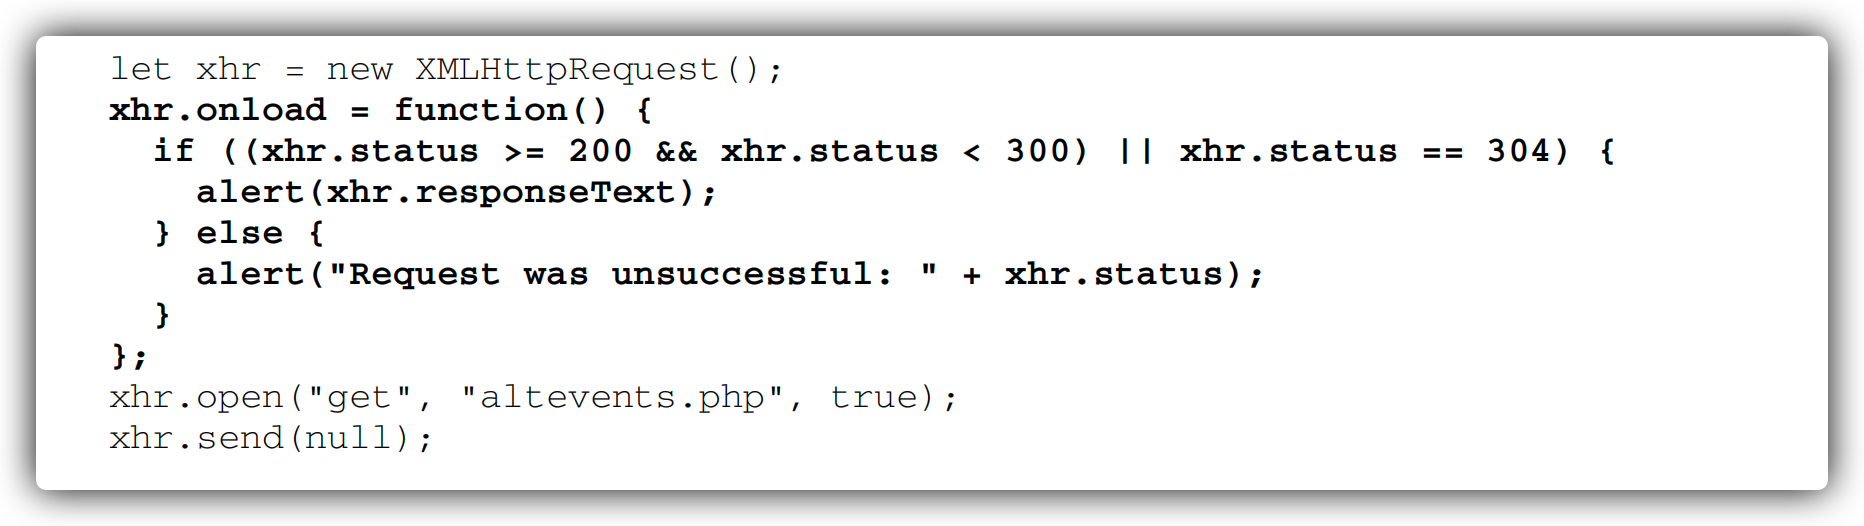 let xhr = new XMLHttpRequest();
xhr.onload = function() {
  if ((xhr.status >= 200 && xhr.status < 300) || xhr.status == 304) {
    alert(xhr.responseText);
  } else {
    alert("Request was unsuccessful: " + xhr.status);
  }
};
xhr.open("get", "altevents.php", true);
xhr.send(null);